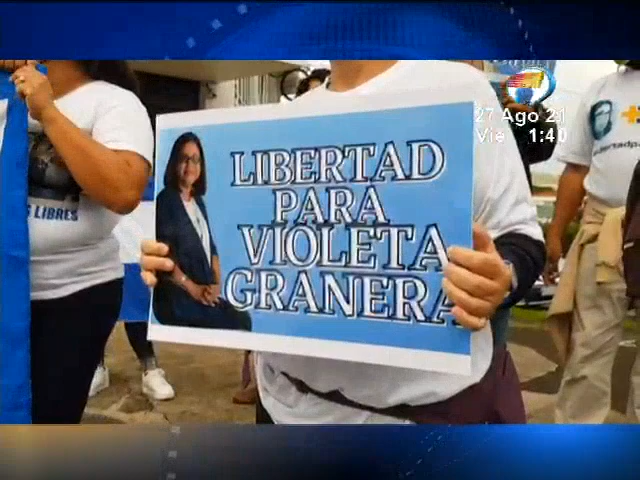 27 Ago 21
Vie 1:40
LIBERTAD
PARA
VIOLETA
GRANERA
LIBRES